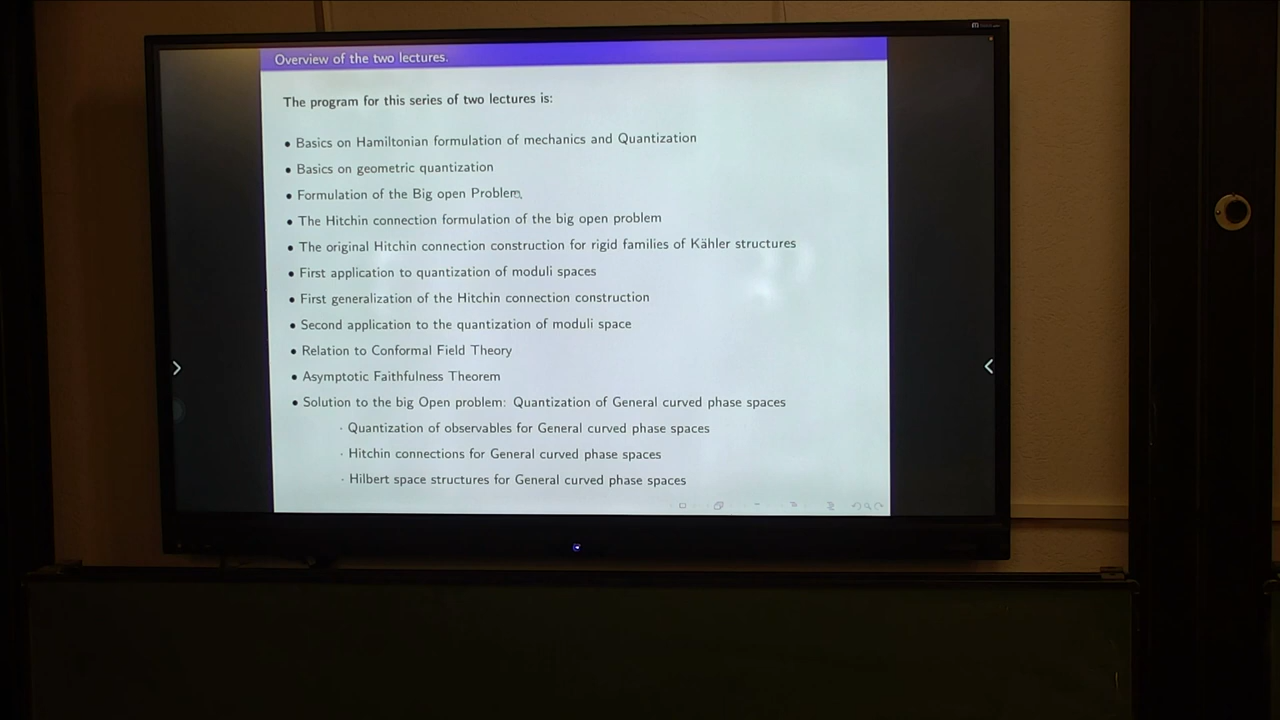 Overview of the two lectures.
The program for this series of two lectures is:
• Basics on Hamiltonian formulation of mechanics and Quantization
• Basics on geometric quantization
• Formulation of the Big open Problem.
• The Hitchin connection formulation of the big open problem
• The original Hitchin connection construction for rigid families of Kähler structures
• First application to quantization of moduli spaces
• First generalization of the Hitchin connection construction
• Second application to the quantization of moduli space
• Relation to Conformal Field Theory
• Asymptotic Faithfulness Theorem
• Solution to the big Open problem: Quantization of General curved phase spaces
· Quantization of observables for General curved phase spaces
· Hitchin connections for General curved phase spaces
· Hilbert space structures for General curved phase spaces